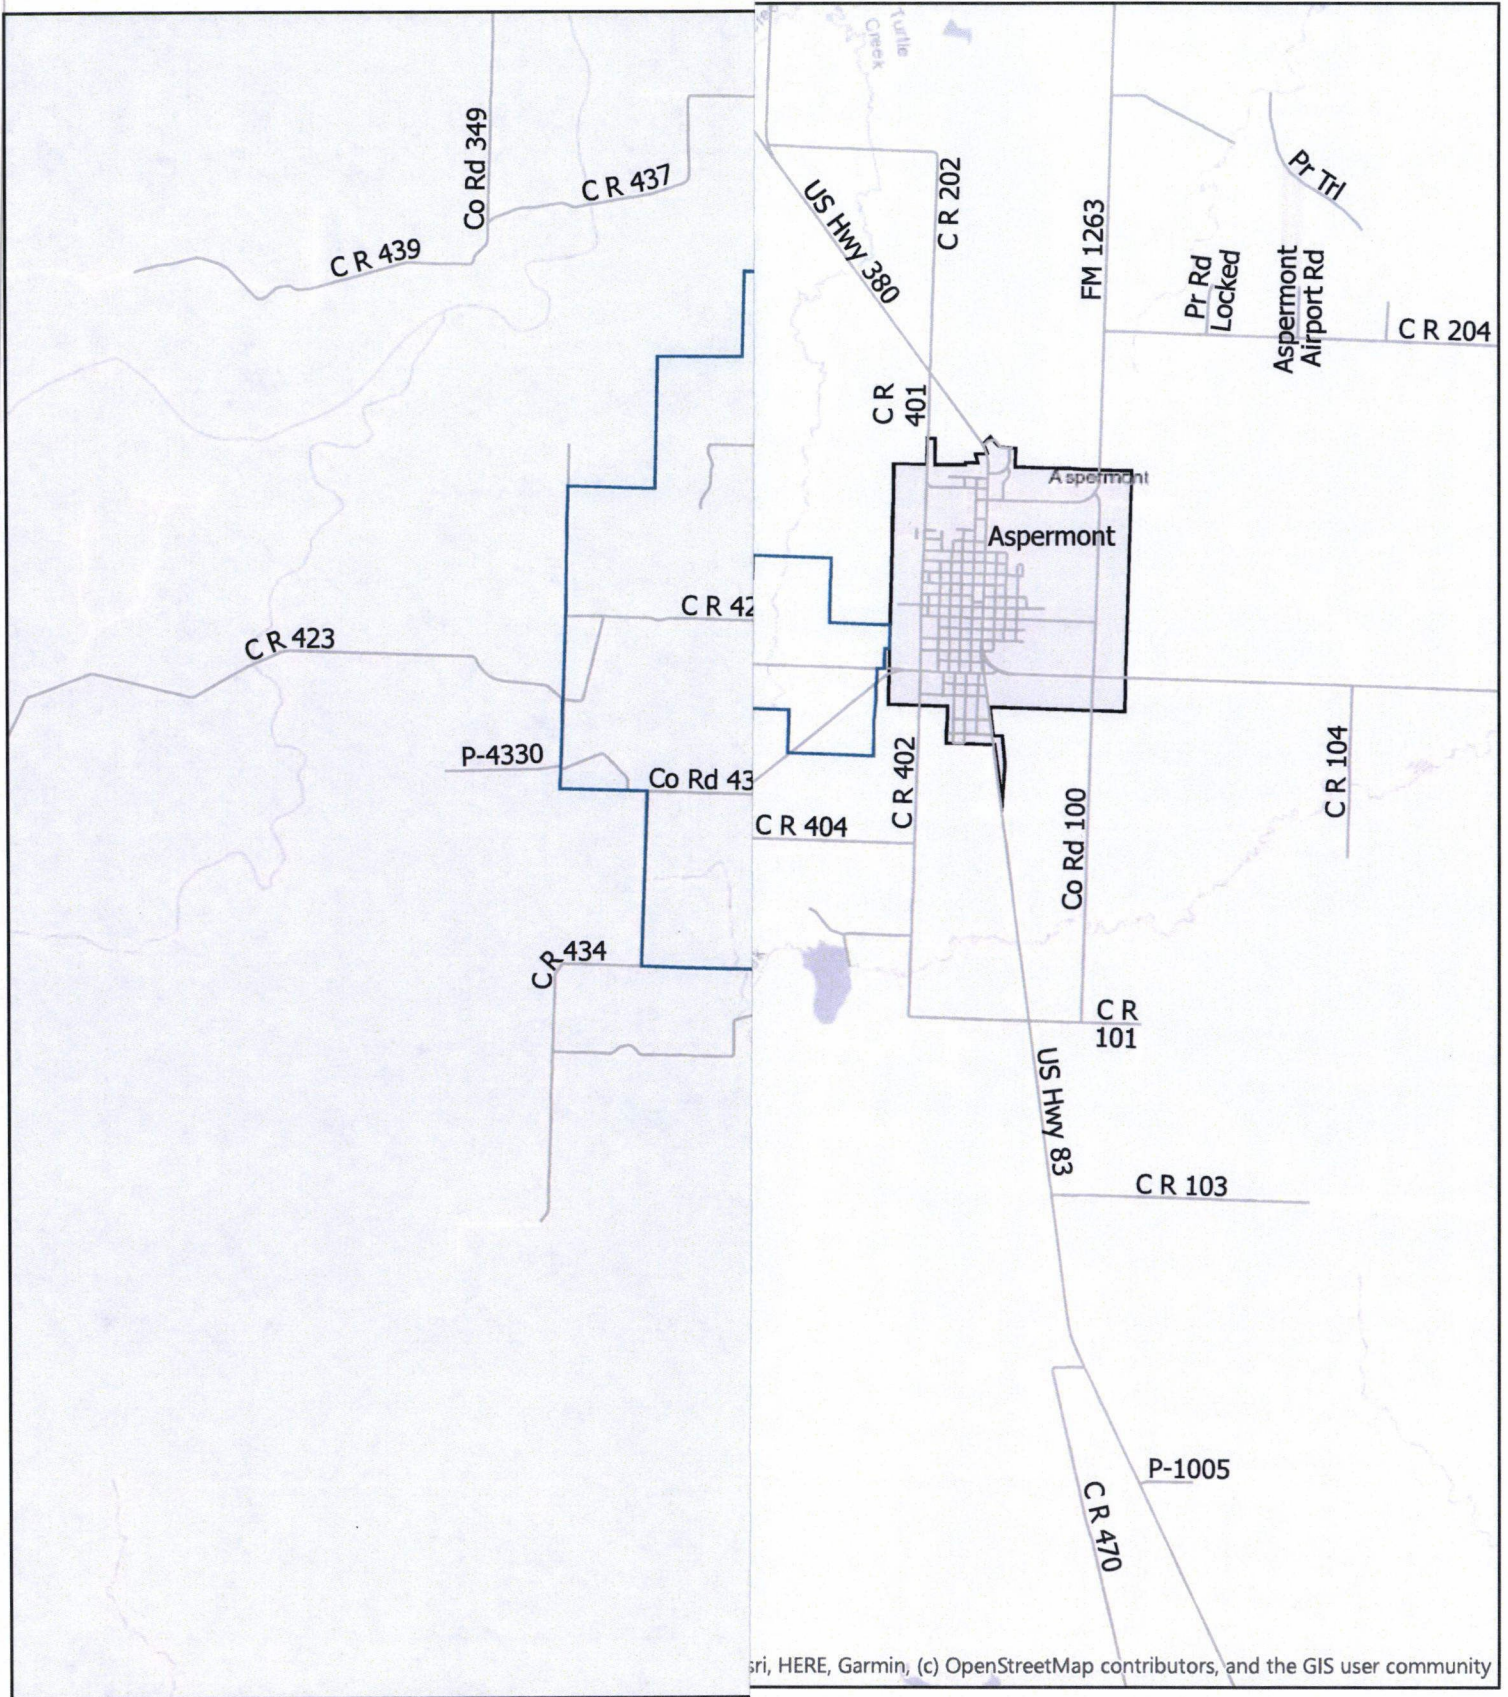 Turtle
Creek
Co Rd 349
C R 437
C R 439
US Hwy 380
C R 202
FM 1263
Pr Trl
Pr Rd
Locked
Aspermont
Airport Rd
C R 204
C R
401
Aspermont
Aspermont
C R 42
C R 423
P-4330
Co Rd 43
C R 404
C R 402
Co Rd 100
C R 104
C R 434
C R
101
US Hwy 83
C R 103
P-1005
C R 470
sri, HERE, Garmin, (c) OpenStreetMap contributors, and the GIS user community